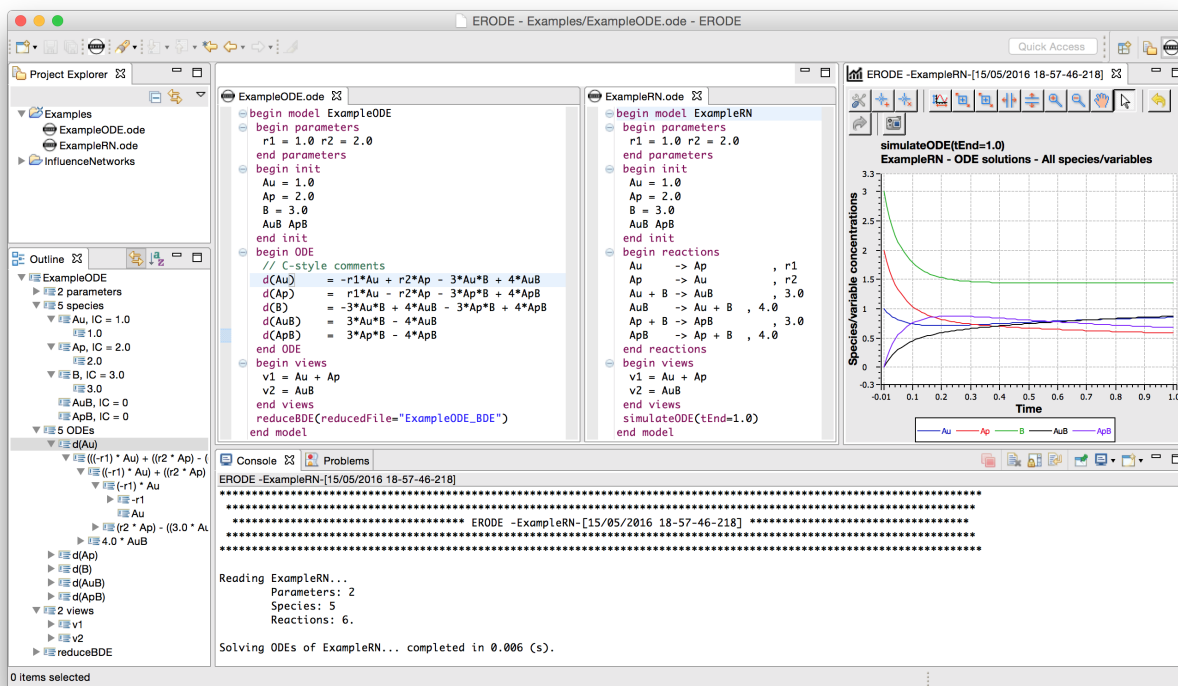 ERODE - Examples/ExampleODE.ode - ERODE
Quick Access
Project Explorer
Examples
ExampleODE.ode
ExampleRN.ode
InfluenceNetworks
Outline
ExampleODE
2 parameters
5 species
Au, IC = 1.0
1.0
Ap, IC = 2.0
2.0
B, IC = 3.0
3.0
AuB, IC = 0
ApB, IC = 0
5 ODEs
d(Au)
(((-r1) * Au) + ((r2 * Ap) - (
((-r1) * Au) + ((r2 * Ap)
(-r1) * Au
-r1
Au
(r2 * Ap) - ((3.0 * Au
4.0 * AuB
d(Ap)
d(B)
d(AuB)
d(ApB)
2 views
v1
v2
reduceBDE
ExampleODE.ode
begin model ExampleODE
begin parameters
r1 = 1.0 r2 = 2.0
end parameters
begin init
Au = 1.0
Ap = 2.0
B = 3.0
AuB ApB
end init
begin ODE
// C-style comments
d(Au) = -r1*Au + r2*Ap - 3*Au*B + 4*AuB
d(Ap) = r1*Au - r2*Ap - 3*Ap*B + 4*ApB
d(B) = -3*Au*B + 4*AuB - 3*Ap*B + 4*ApB
d(AuB) = 3*Au*B - 4*AuB
d(ApB) = 3*Ap*B - 4*ApB
end ODE
begin views
v1 = Au + Ap
v2 = AuB
end views
reduceBDE(reducedFile="ExampleODE_BDE")
end model
ExampleRN.ode
begin model ExampleRN
begin parameters
r1 = 1.0 r2 = 2.0
end parameters
begin init
Au = 1.0
Ap = 2.0
B = 3.0
AuB ApB
end init
begin reactions
Au -> Ap , r1
Ap -> Au , r2
Au + B -> AuB , 3.0
AuB -> Au + B , 4.0
Ap + B -> ApB , 3.0
ApB -> Ap + B , 4.0
end reactions
begin views
v1 = Au + Ap
v2 = AuB
end views
simulateODE(tEnd=1.0)
end model
ERODE -ExampleRN-[15/05/2016 18-57-46-218]
simulateODE(tEnd=1.0)
ExampleRN - ODE solutions - All species/variables
Species/variable concentrations
3.3
3
2.5
2
1.5
1
0.5
0
-0.3
-0.01 0.1 0.2 0.3 0.4 0.5 0.6 0.7 0.8 0.9 1.0
Time
Au Ap B AuB ApB
Console Problems
ERODE -ExampleRN-[15/05/2016 18-57-46-218]
ERODE -ExampleRN-[15/05/2016 18-57-46-218]
Reading ExampleRN...
Parameters: 2
Species: 5
Reactions: 6.
Solving ODEs of ExampleRN... completed in 0.006 (s).
0 items selected